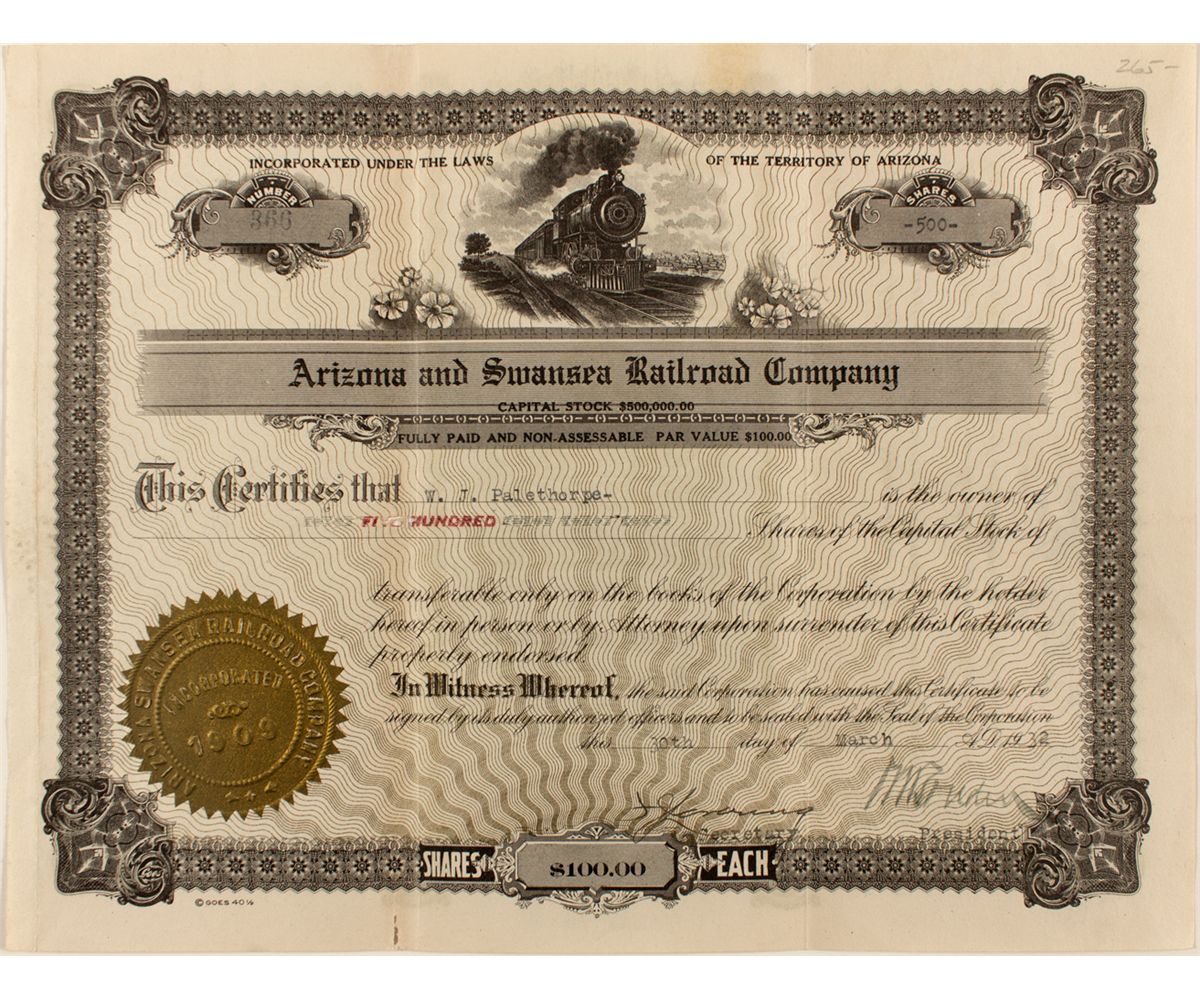 265-
INCORPORATED UNDER THE LAWS OF THE TERRITORY OF ARIZONA
NUMBER
366
SHARES
-500-
Arizona and Swansea Railroad Company
CAPITAL STOCK $500,000.00
FULLY PAID AND NON-ASSESSABLE PAR VALUE $100.00
This Certifies that W. J. Palethorpe- is the owner of
FIVE HUNDRED Shares of the Capital Stock of
transferable only on the books of the Corporation by the holder
hereof in person or by Attorney upon surrender of this Certificate
properly endorsed.
In Witness Whereof, the said Corporation has caused this Certificate to be
signed by its duly authorized officers and to be sealed with the Seal of the Corporation
this 30th day of March A.D. 1932
ARIZONA SWANSEA RAILROAD COMPANY
INCORPORATED
1909
Secretary President
SHARES $100.00 EACH
© GOES 40½